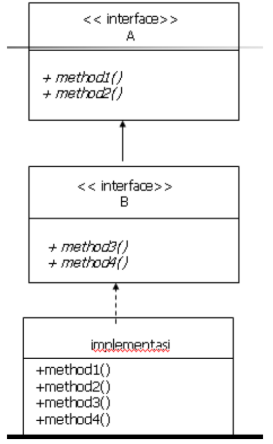 << interface>>
A
+ method1()
+ method2()
<< interface>>
B
+ method3()
+ method4()
implementasi
+method1()
+method2()
+method3()
+method4()